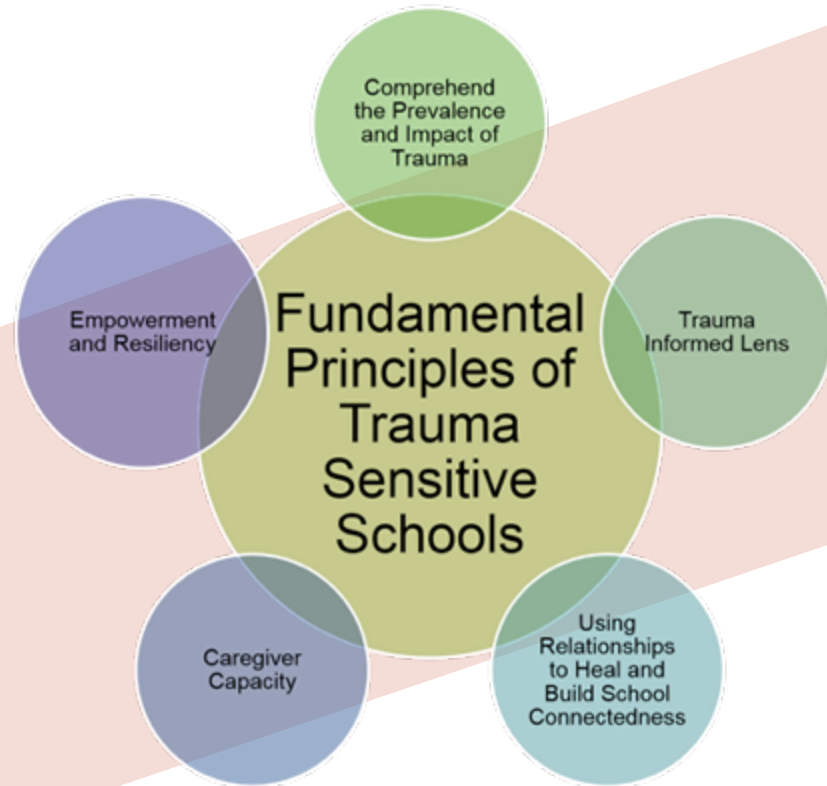 Comprehend
the Prevalence
and Impact of
Trauma
Fundamental
Principles of
Trauma
Sensitive
Schools
Trauma
Informed Lens
Using
Relationships
to Heal and
Build School
Connectedness
Caregiver
Capacity
Empowerment
and Resiliency